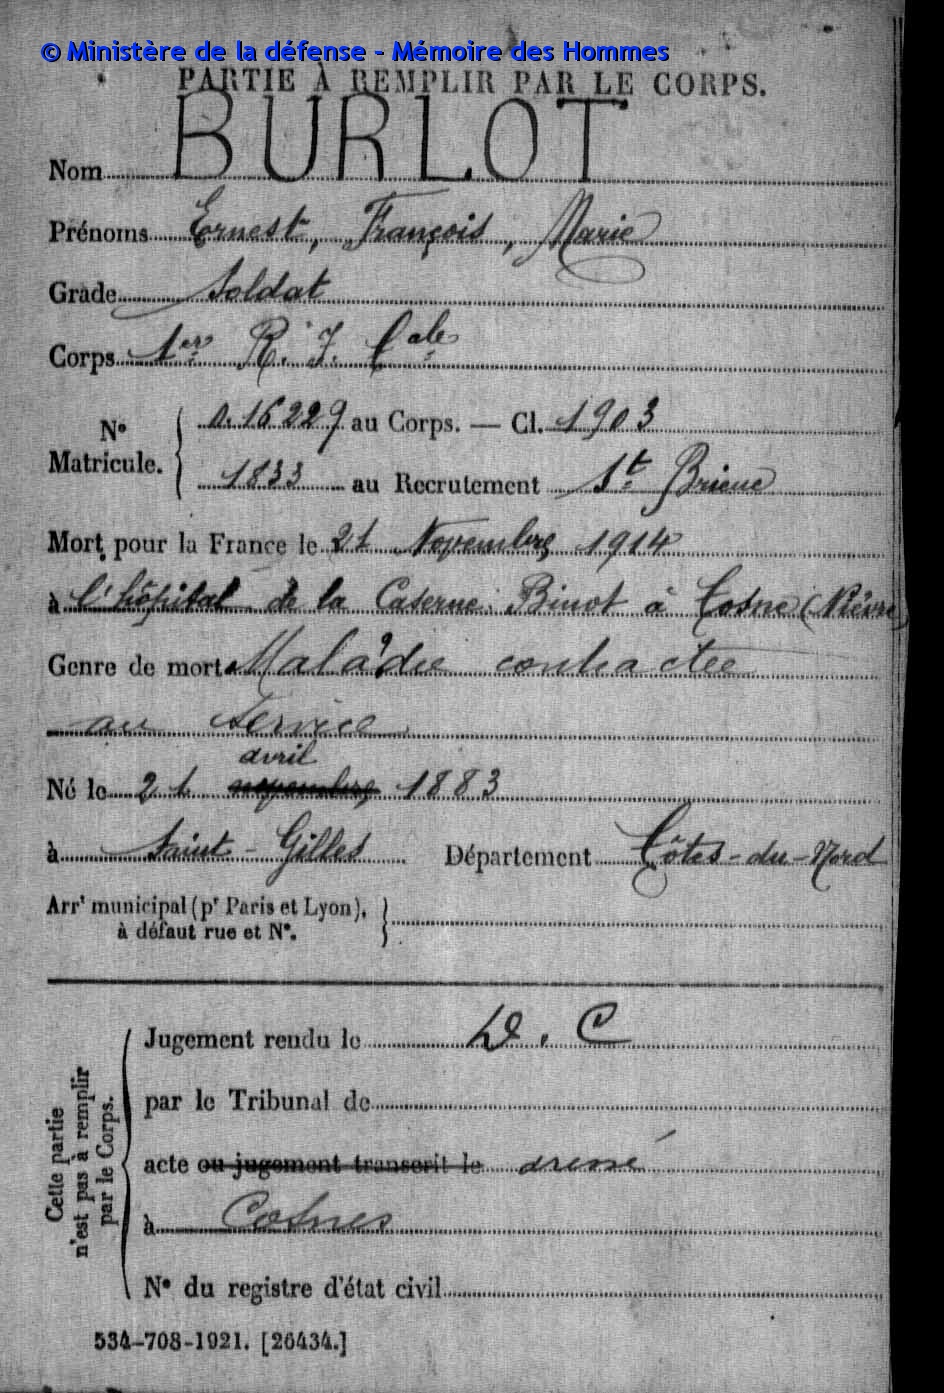 © Ministère de la défense - Mémoire des Hommes
PARTIE À REMPLIR PAR LE CORPS.
Nom BURLOT
Prénoms Ernest, François, Marie
Grade Soldat
Corps 1er R. I. Cale
N° Matricule. 0.16229 au Corps. — Cl. 1903
1833 au Recrutement St Brieuc
Mort pour la France le 21 Novembre 1914
à l'hôpital de la Caserne Binot à Cosne (Nièvre)
Genre de mort Maladie contractée
au service
avril
Né le 21 novembre 1883
à Saint-Gilles Département Côtes-du-Nord
Arrt municipal (pr Paris et Lyon),
à défaut rue et N°.
Cette partie
n'est pas à remplir
par le Corps.
Jugement rendu le D. C
par le Tribunal de
acte ou jugement transcrit le dressé
à Cosnes
N° du registre d'état civil
534-708-1921. [26434.]